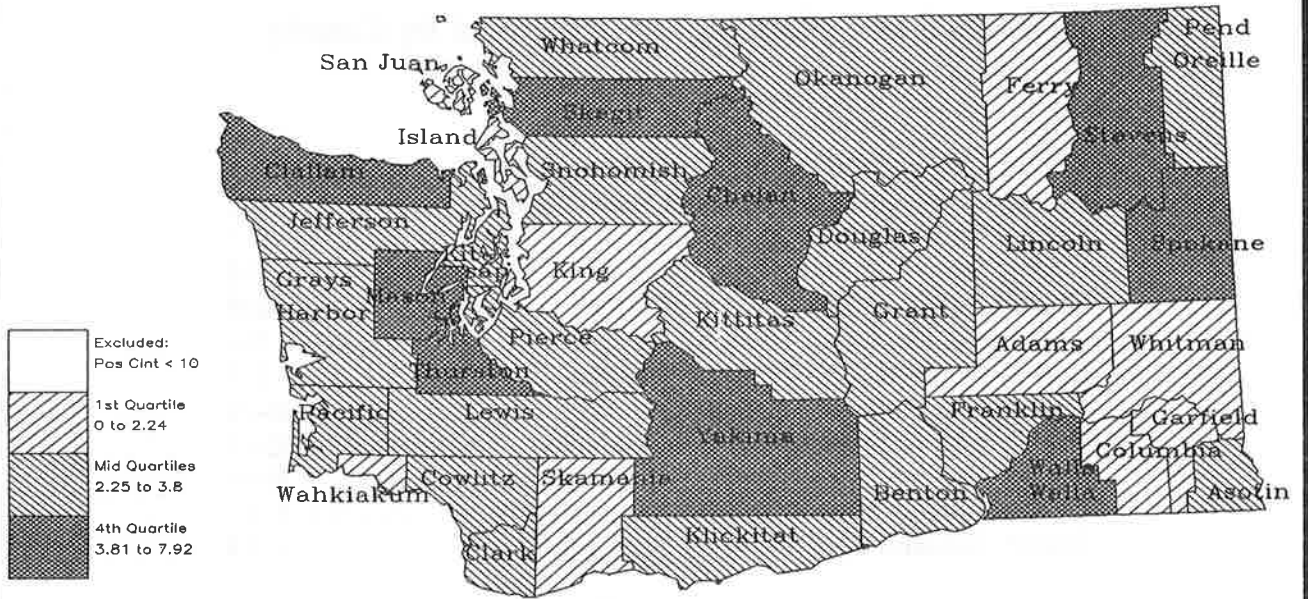 Whatcom
San Juan
Okanogan
Pend
Oreille
Ferry
Skagit
Island
Stevens
Clallam
Snohomish
Chelan
Jefferson
Douglas
Lincoln
Spokane
Kit
sap
King
Grays
Harbor
Mason
Kittitas
Grant
Pierce
Adams
Whitman
Thurston
Pacific
Lewis
Yakima
Franklin
Garfield
Columbia
Walla
Walla
Wahkiakum
Cowlitz
Skamania
Benton
Asotin
Klickitat
Clark
Excluded:
Pos Clnt < 10
1st Quartile
0 to 2.24
Mid Quartiles
2.25 to 3.8
4th Quartile
3.81 to 7.92